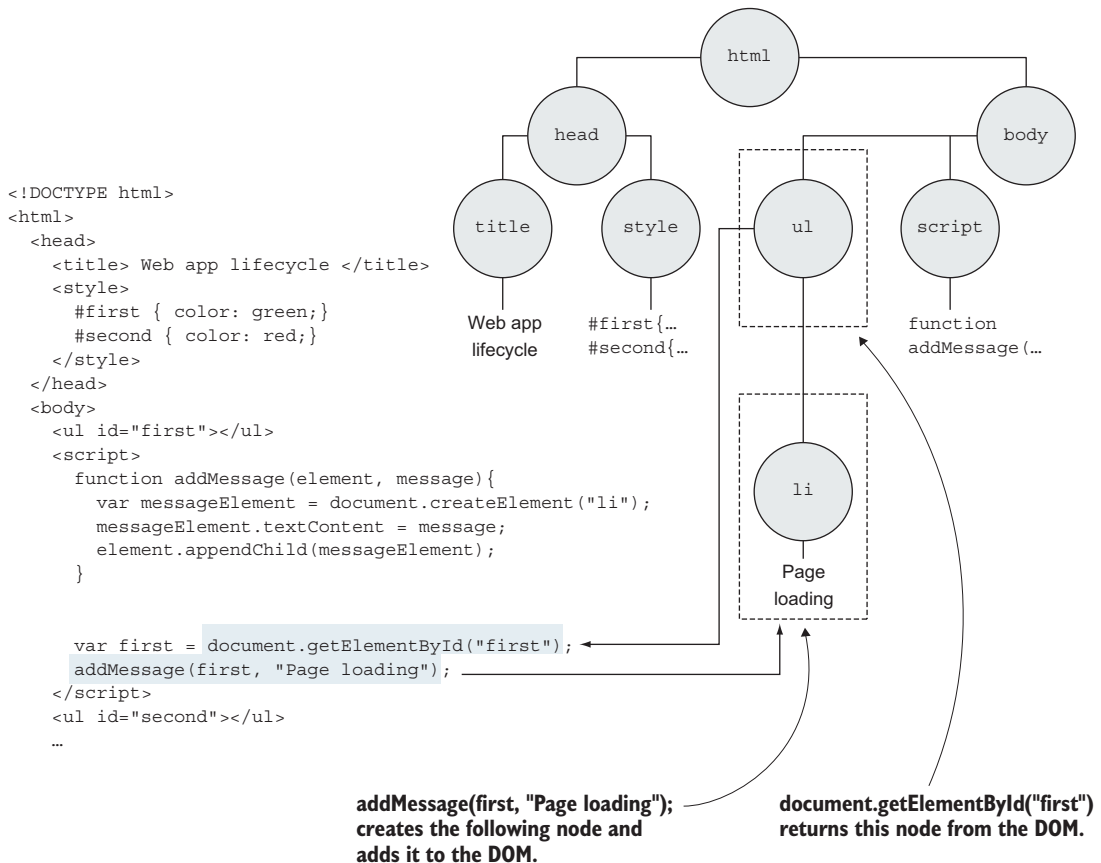 html
head
body
title
style
ul
script
Web app
lifecycle
#first{…
#second{…
function
addMessage(…
li
Page
loading
<!DOCTYPE html>
<html>
<head>
<title> Web app lifecycle </title>
<style>
#first { color: green;}
#second { color: red;}
</style>
</head>
<body>
<ul id="first"></ul>
<script>
function addMessage(element, message){
var messageElement = document.createElement("li");
messageElement.textContent = message;
element.appendChild(messageElement);
}
var first = document.getElementById("first");
addMessage(first, "Page loading");
</script>
<ul id="second"></ul>
…
addMessage(first, "Page loading");
creates the following node and
adds it to the DOM.
document.getElementById("first")
returns this node from the DOM.